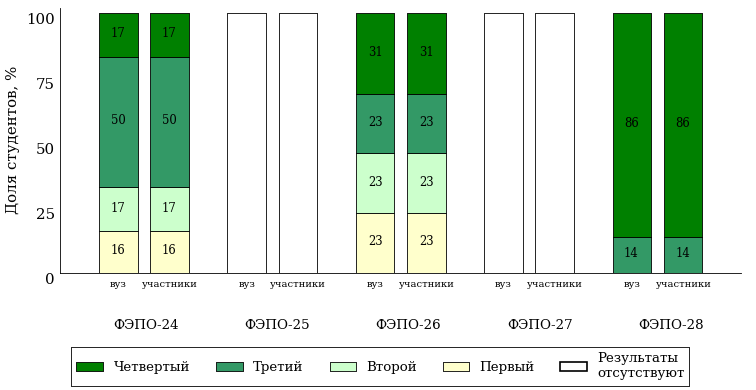 Доля студентов, %
100
75
50
25
0
17 17 31 31
50 50 23 23 86 86
17 17 23 23
16 16 23 23 14 14
вуз участники вуз участники вуз участники вуз участники вуз участники
ФЭПО-24 ФЭПО-25 ФЭПО-26 ФЭПО-27 ФЭПО-28
Четвертый Третий Второй Первый Результаты
отсутствуют